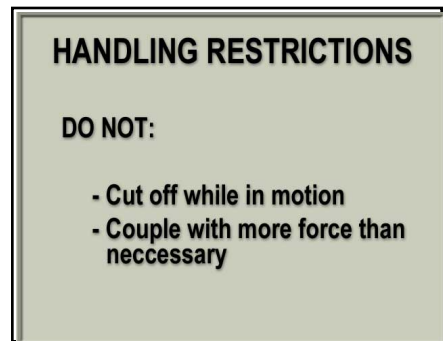 HANDLING RESTRICTIONS
DO NOT:
- Cut off while in motion
- Couple with more force than
neccessary